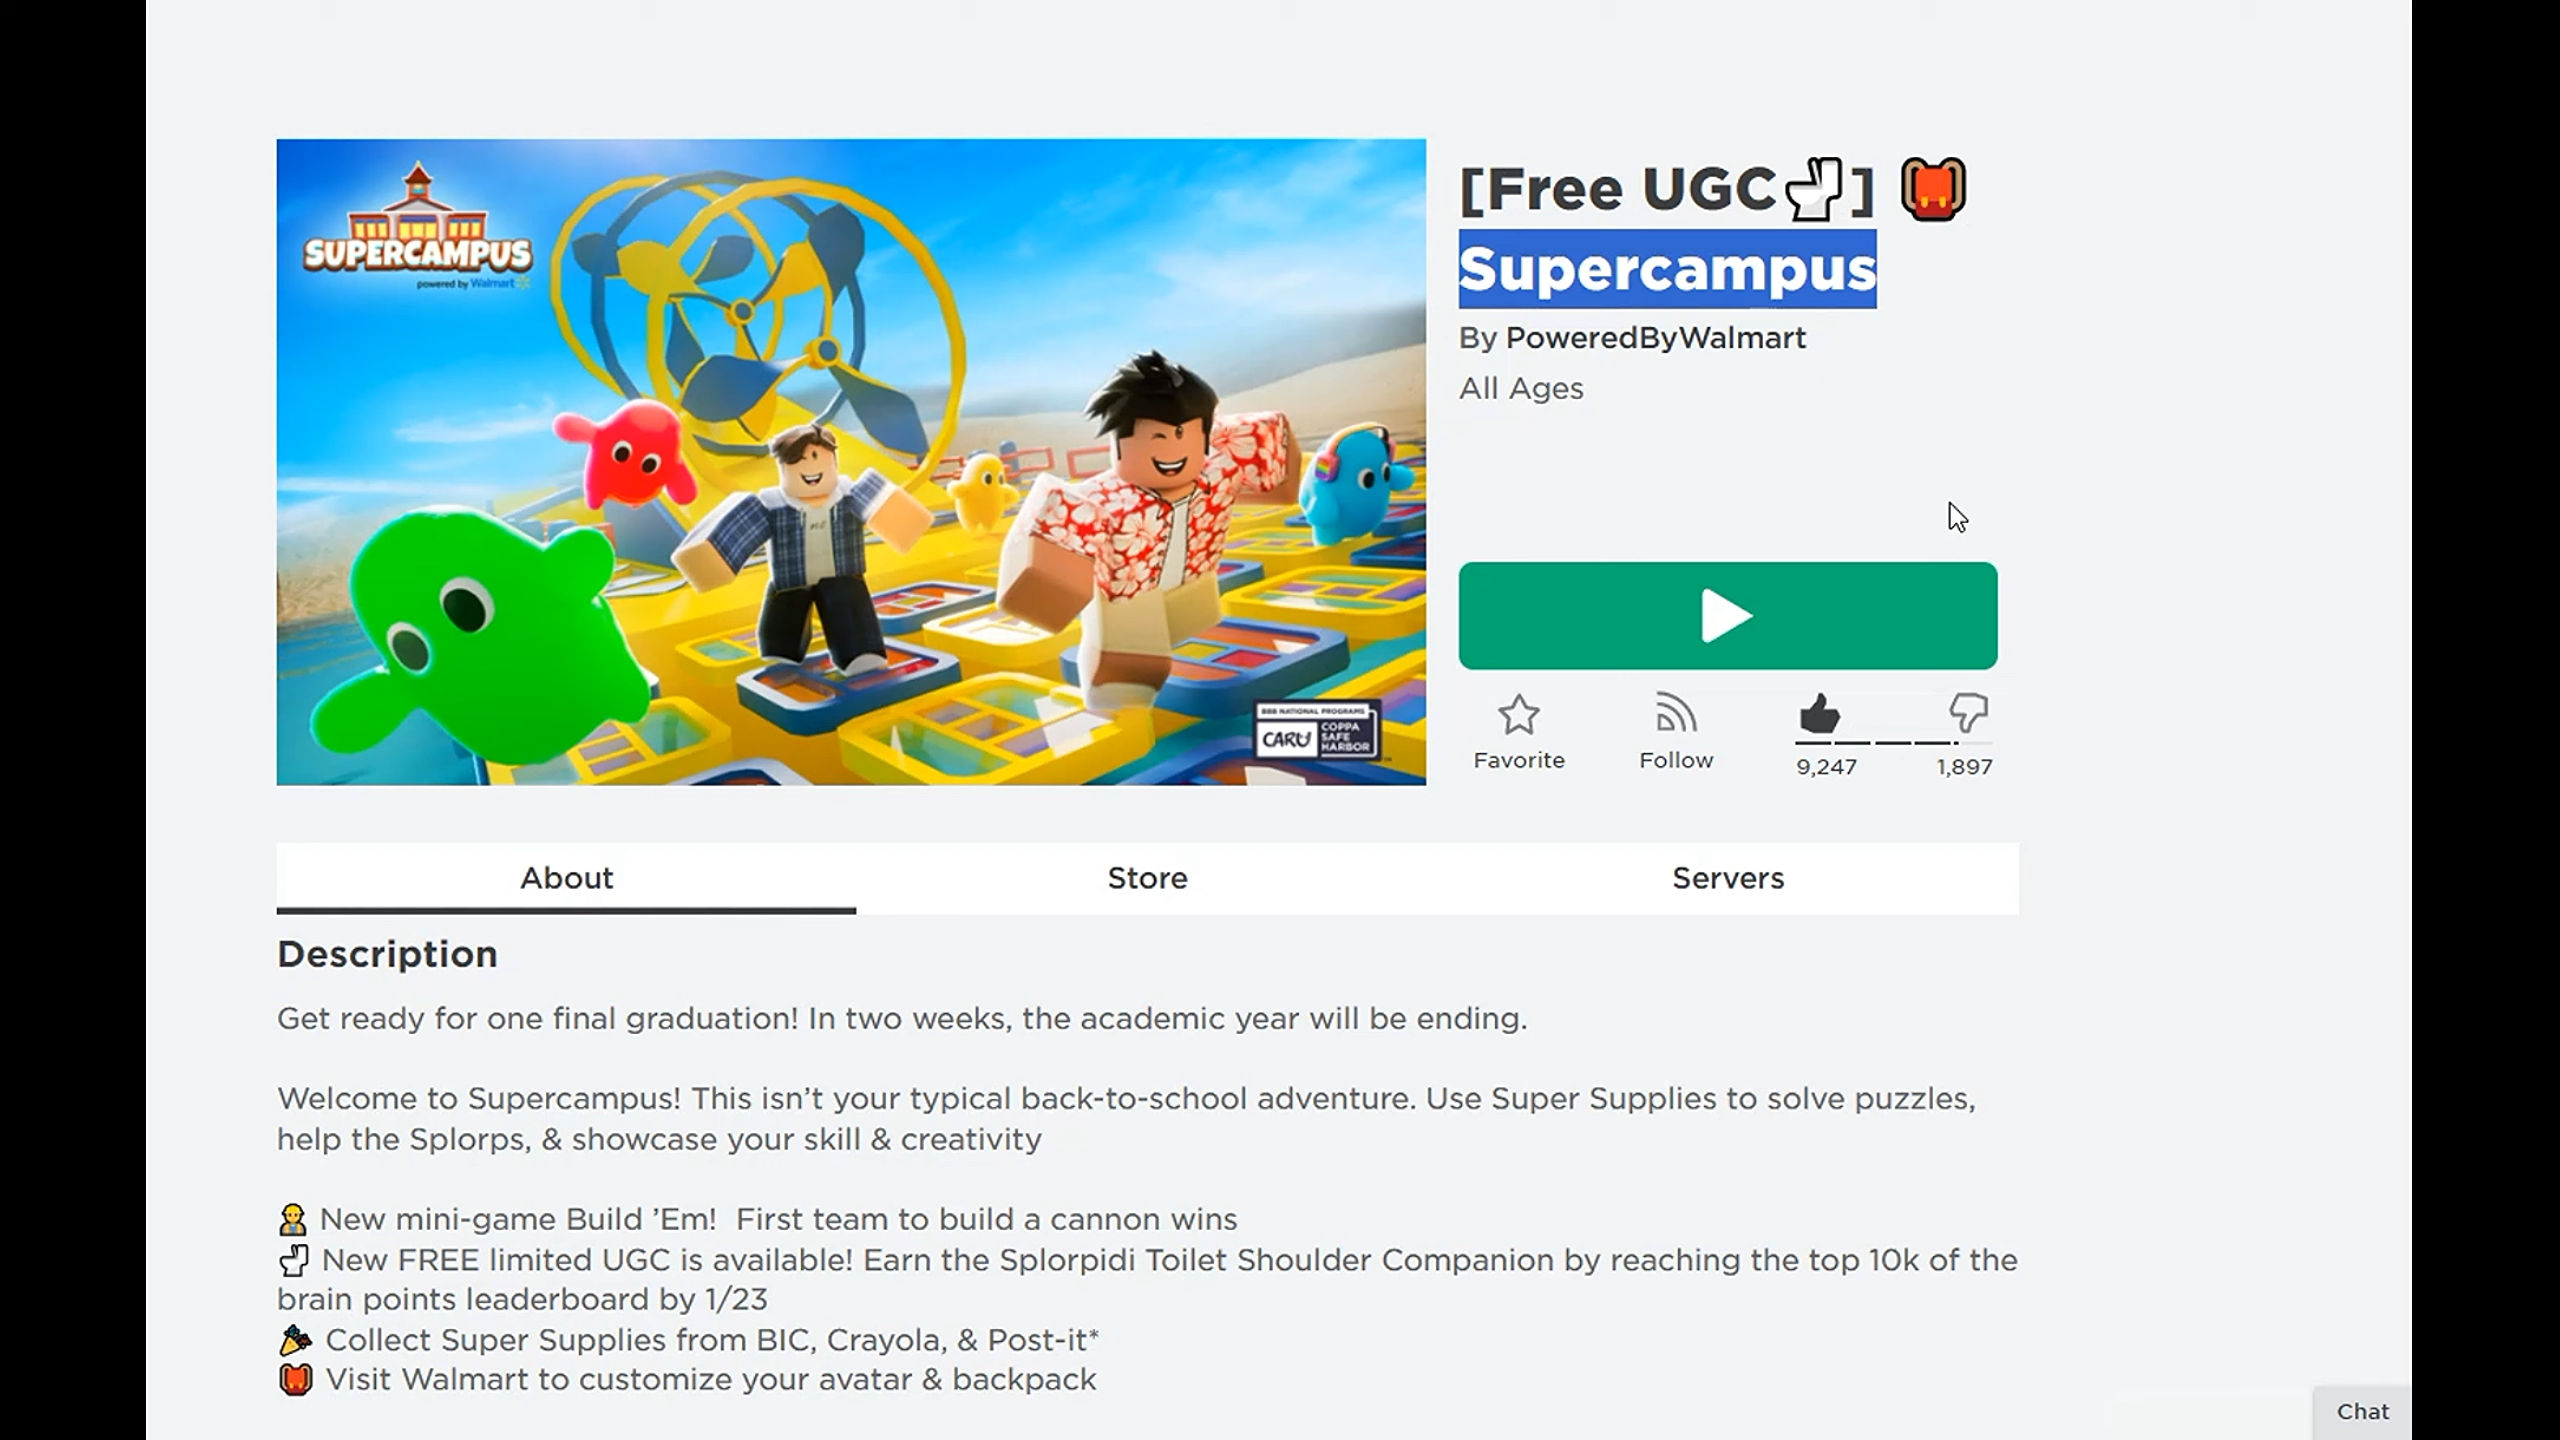 SUPERCAMPUS
powered by Walmart
BBB NATIONAL PROGRAMS
CARU
COPPA
SAFE
HARBOR
[Free UGC🚽] 🎒
Supercampus
By PoweredByWalmart
All Ages
Favorite
Follow
9,247
1,897
About
Store
Servers
Description
Get ready for one final graduation! In two weeks, the academic year will be ending.
Welcome to Supercampus! This isn’t your typical back-to-school adventure. Use Super Supplies to solve puzzles,
help the Splorps, & showcase your skill & creativity
👷 New mini-game Build ’Em!  First team to build a cannon wins
🚽 New FREE limited UGC is available! Earn the Splorpidi Toilet Shoulder Companion by reaching the top 10k of the
brain points leaderboard by 1/23
🎉 Collect Super Supplies from BIC, Crayola, & Post-it*
🎒 Visit Walmart to customize your avatar & backpack
Chat